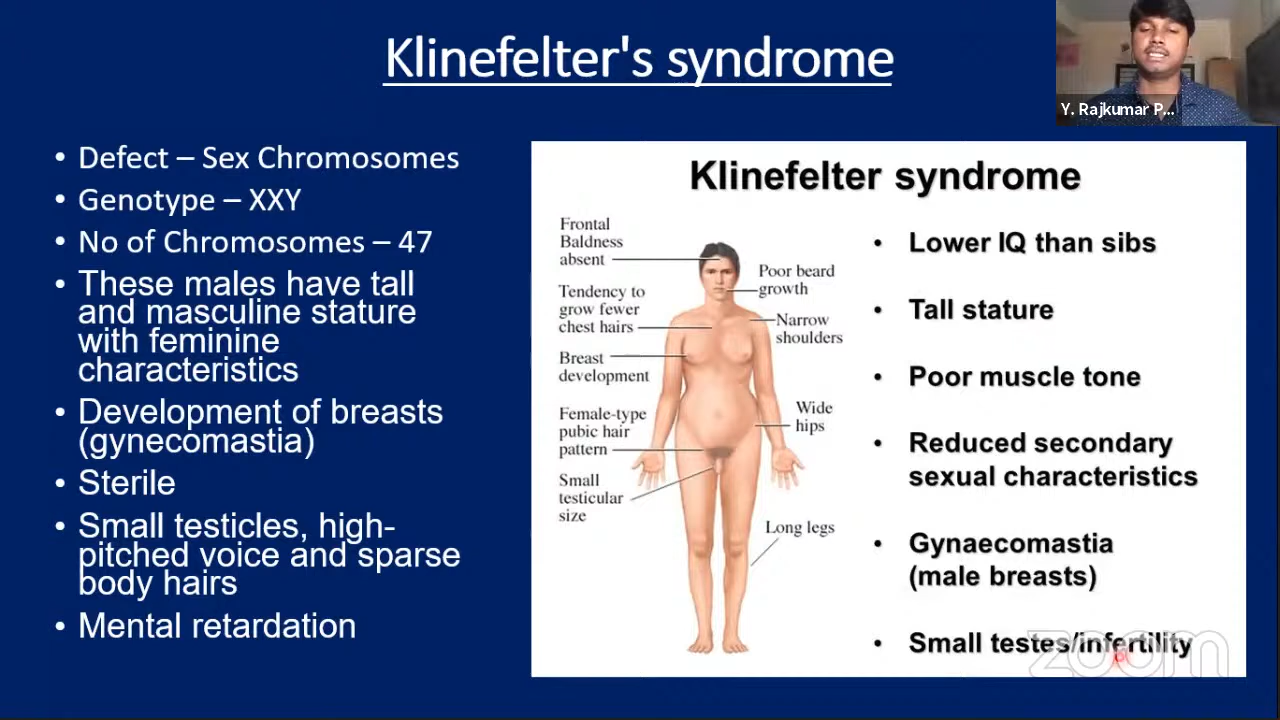 Klinefelter's syndrome
Y. Rajkumar P...
• Defect – Sex Chromosomes
• Genotype – XXY
• No of Chromosomes – 47
• These males have tall
and masculine stature
with feminine
characteristics
• Development of breasts
(gynecomastia)
• Sterile
• Small testicles, high-
pitched voice and sparse
body hairs
• Mental retardation
Klinefelter syndrome
Frontal
Baldness
absent
Tendency to
grow fewer
chest hairs
Breast
development
Female-type
pubic hair
pattern
Small
testicular
size
Poor beard
growth
Narrow
shoulders
Wide
hips
Long legs
• Lower IQ than sibs
• Tall stature
• Poor muscle tone
• Reduced secondary
sexual characteristics
• Gynaecomastia
(male breasts)
• Small testes/infertility
zoom